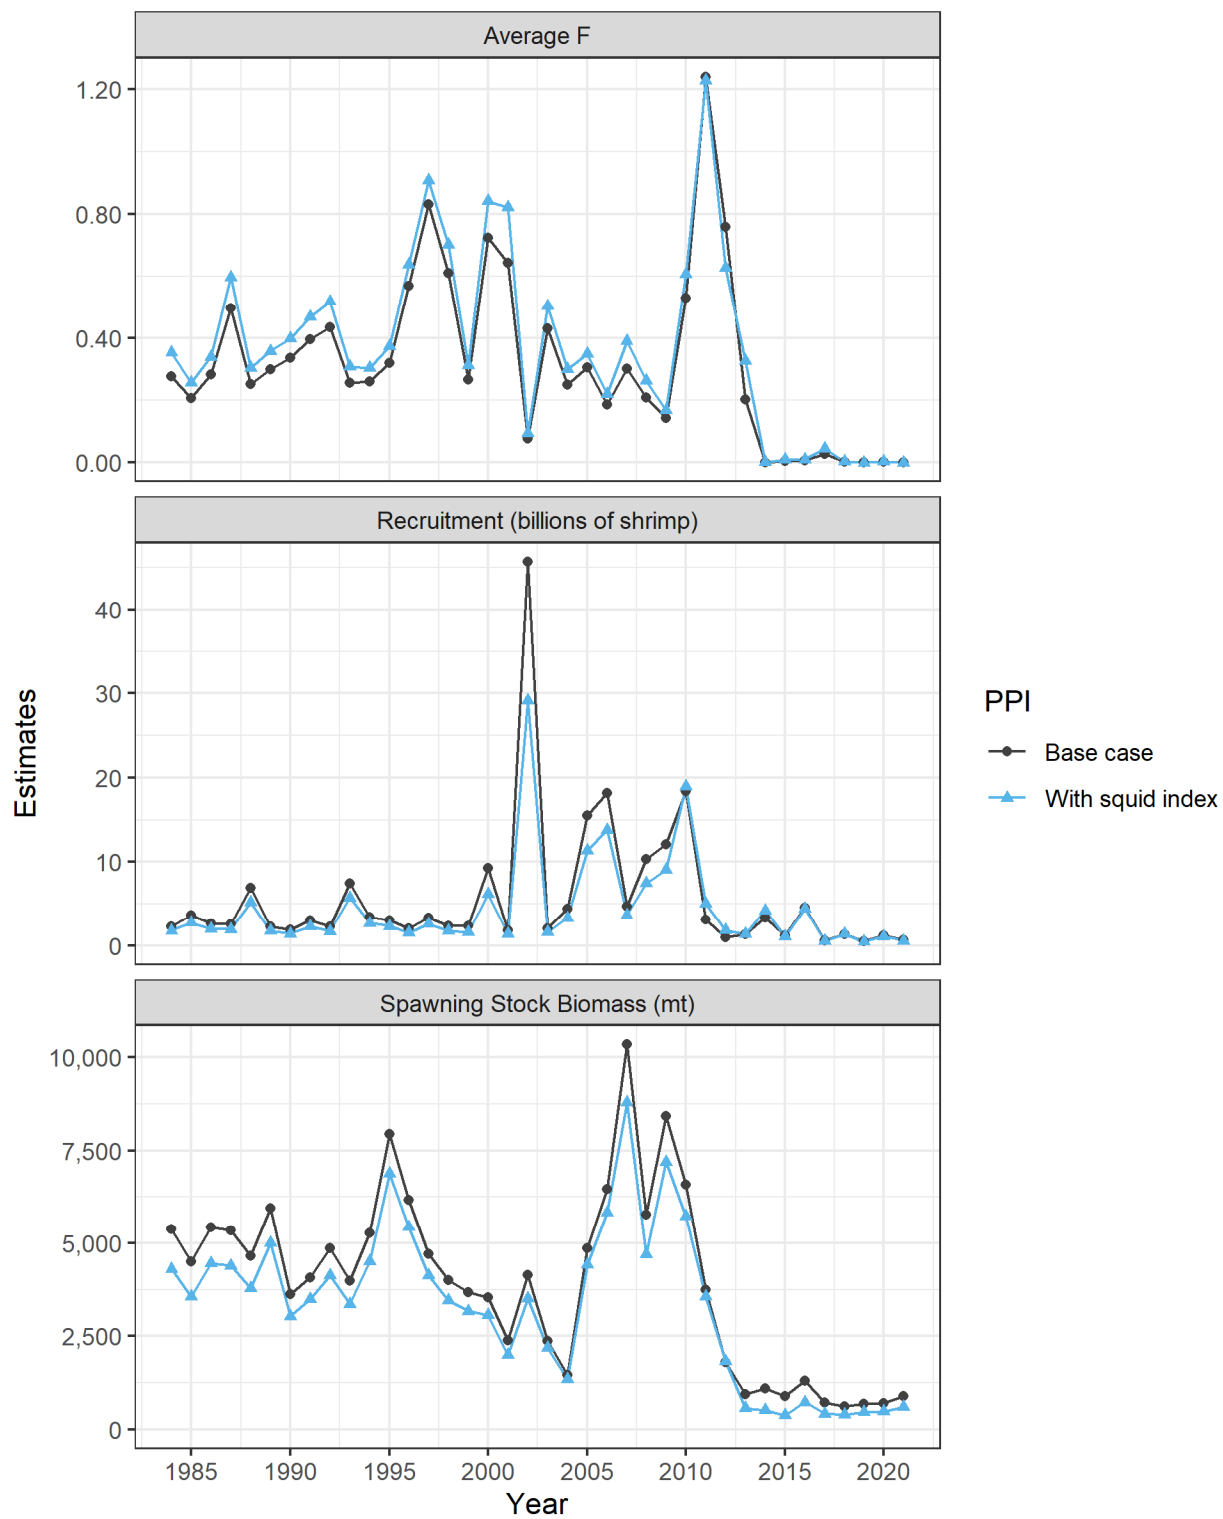 Average F
1.20
0.80
0.40
0.00
Recruitment (billions of shrimp)
40
30
20
10
0
Spawning Stock Biomass (mt)
10,000
7,500
5,000
2,500
0
1985 1990 1995 2000 2005 2010 2015 2020
Year
Estimates
PPI
Base case
With squid index